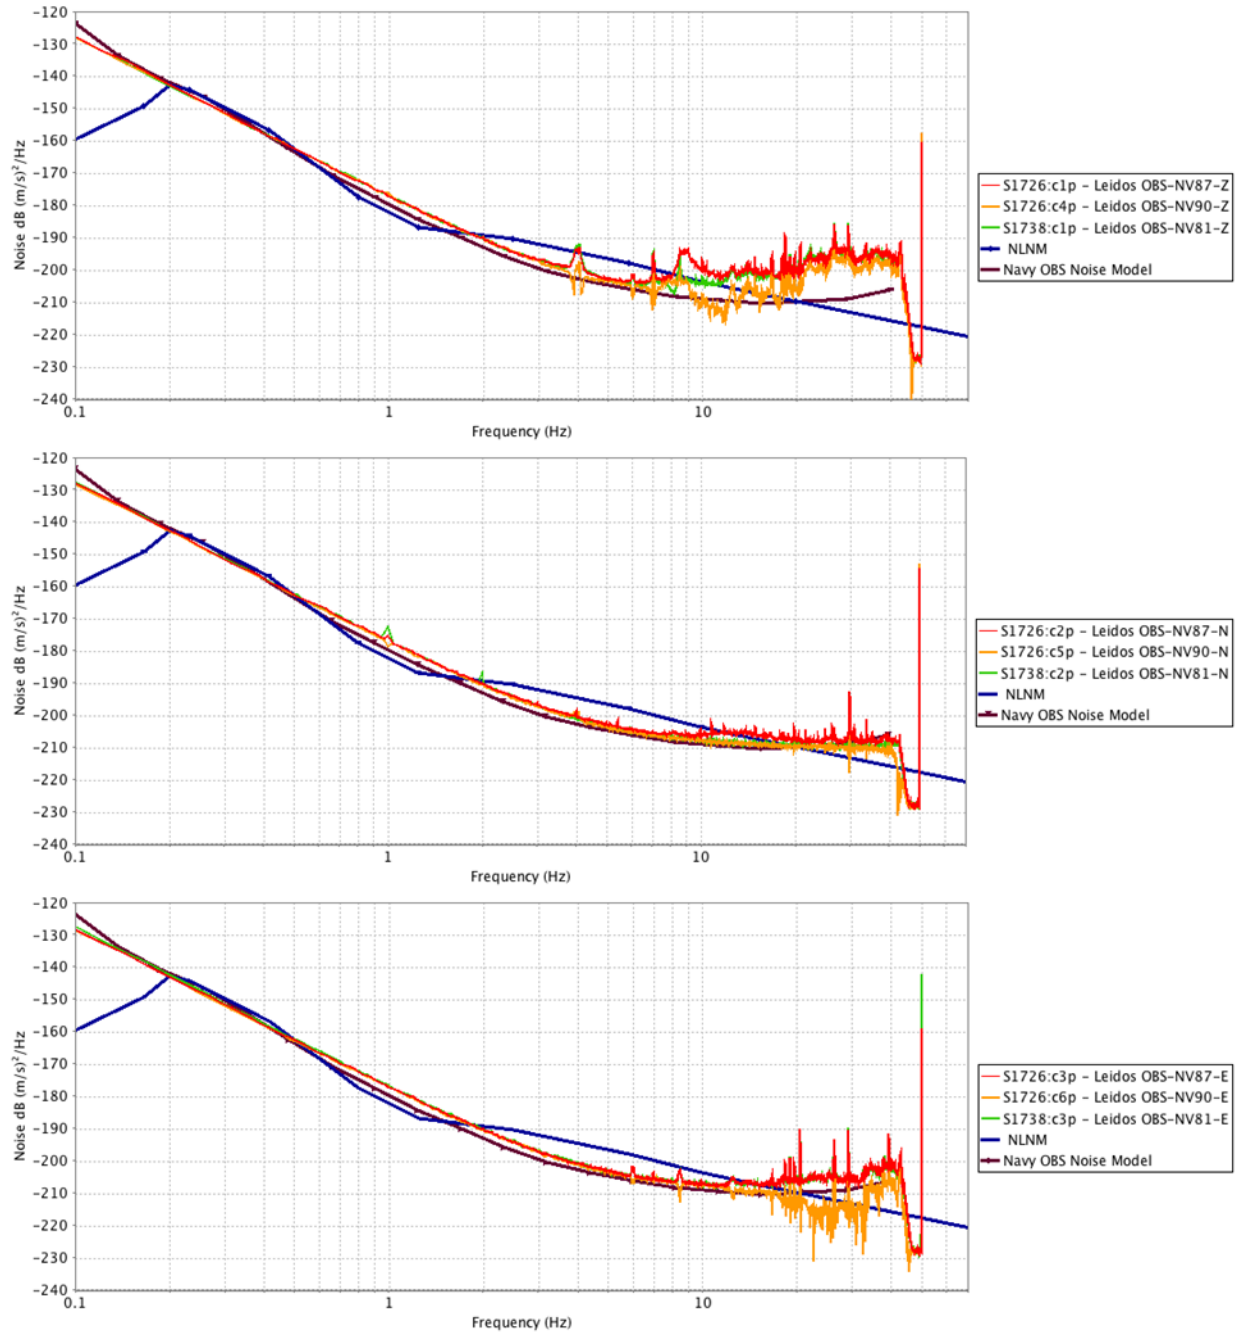 −120
−130
−140
−150
−160
−170
−180
−190
−200
−210
−220
−230
−240
Noise dB (m/s)²/Hz
0.1 1 10
Frequency (Hz)
S1726:c1p − Leidos OBS−NV87−Z
S1726:c4p − Leidos OBS−NV90−Z
S1738:c1p − Leidos OBS−NV81−Z
NLNM
Navy OBS Noise Model
−120
−130
−140
−150
−160
−170
−180
−190
−200
−210
−220
−230
−240
Noise dB (m/s)²/Hz
0.1 1 10
Frequency (Hz)
S1726:c2p − Leidos OBS−NV87−N
S1726:c5p − Leidos OBS−NV90−N
S1738:c2p − Leidos OBS−NV81−N
NLNM
Navy OBS Noise Model
−120
−130
−140
−150
−160
−170
−180
−190
−200
−210
−220
−230
−240
Noise dB (m/s)²/Hz
0.1 1 10
Frequency (Hz)
S1726:c3p − Leidos OBS−NV87−E
S1726:c6p − Leidos OBS−NV90−E
S1738:c3p − Leidos OBS−NV81−E
NLNM
Navy OBS Noise Model